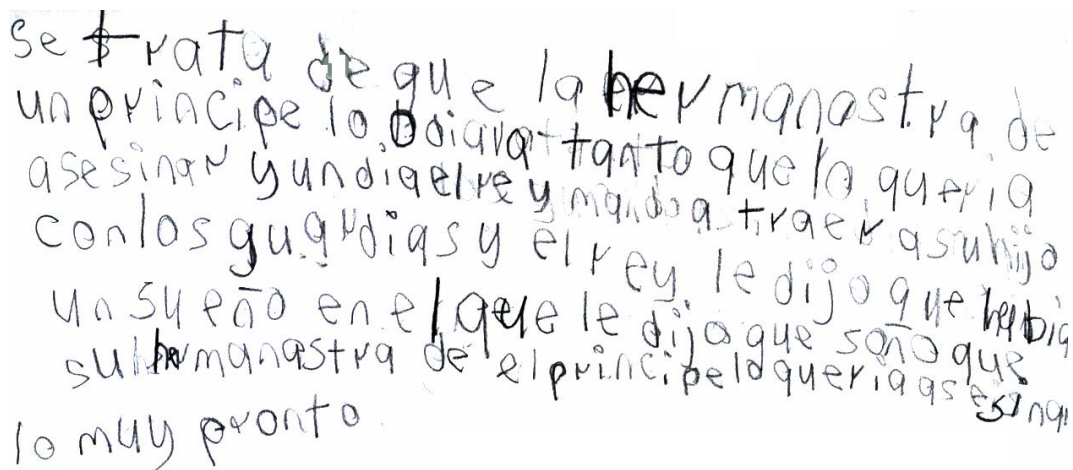 se trata de que la hermanastra de
un principe lo odiava tanto que lo queria
asesinar y un dia el rey mando a traer a su hijo
con los guardias y el rey le dijo que habia
un sueño en el que le dijo que soño que
su hermanastra de el principe lo queria asesinar
lo muy pronto